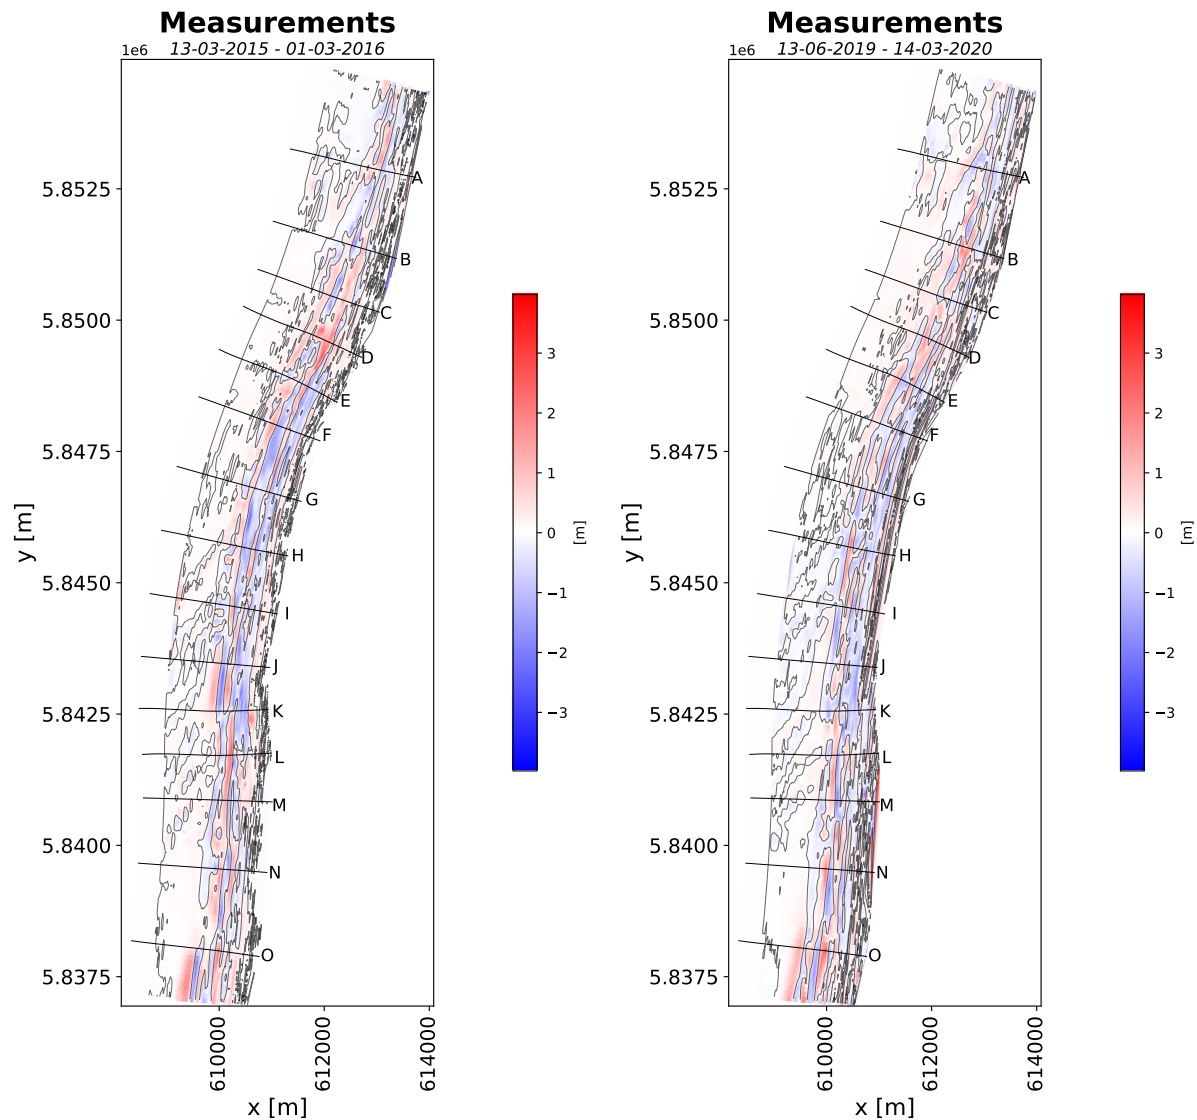 Measurements
1e6 13-03-2015 - 01-03-2016
5.8525
5.8500
5.8475
5.8450
5.8425
5.8400
5.8375
y [m]
610000
612000
614000
x [m]
A
B
C
D
E
F
G
H
I
J
K
L
M
N
O
3
2
1
0
−1
−2
−3
[m]
Measurements
1e6 13-06-2019 - 14-03-2020
5.8525
5.8500
5.8475
5.8450
5.8425
5.8400
5.8375
y [m]
610000
612000
614000
x [m]
A
B
C
D
E
F
G
H
I
J
K
L
M
N
O
3
2
1
0
−1
−2
−3
[m]